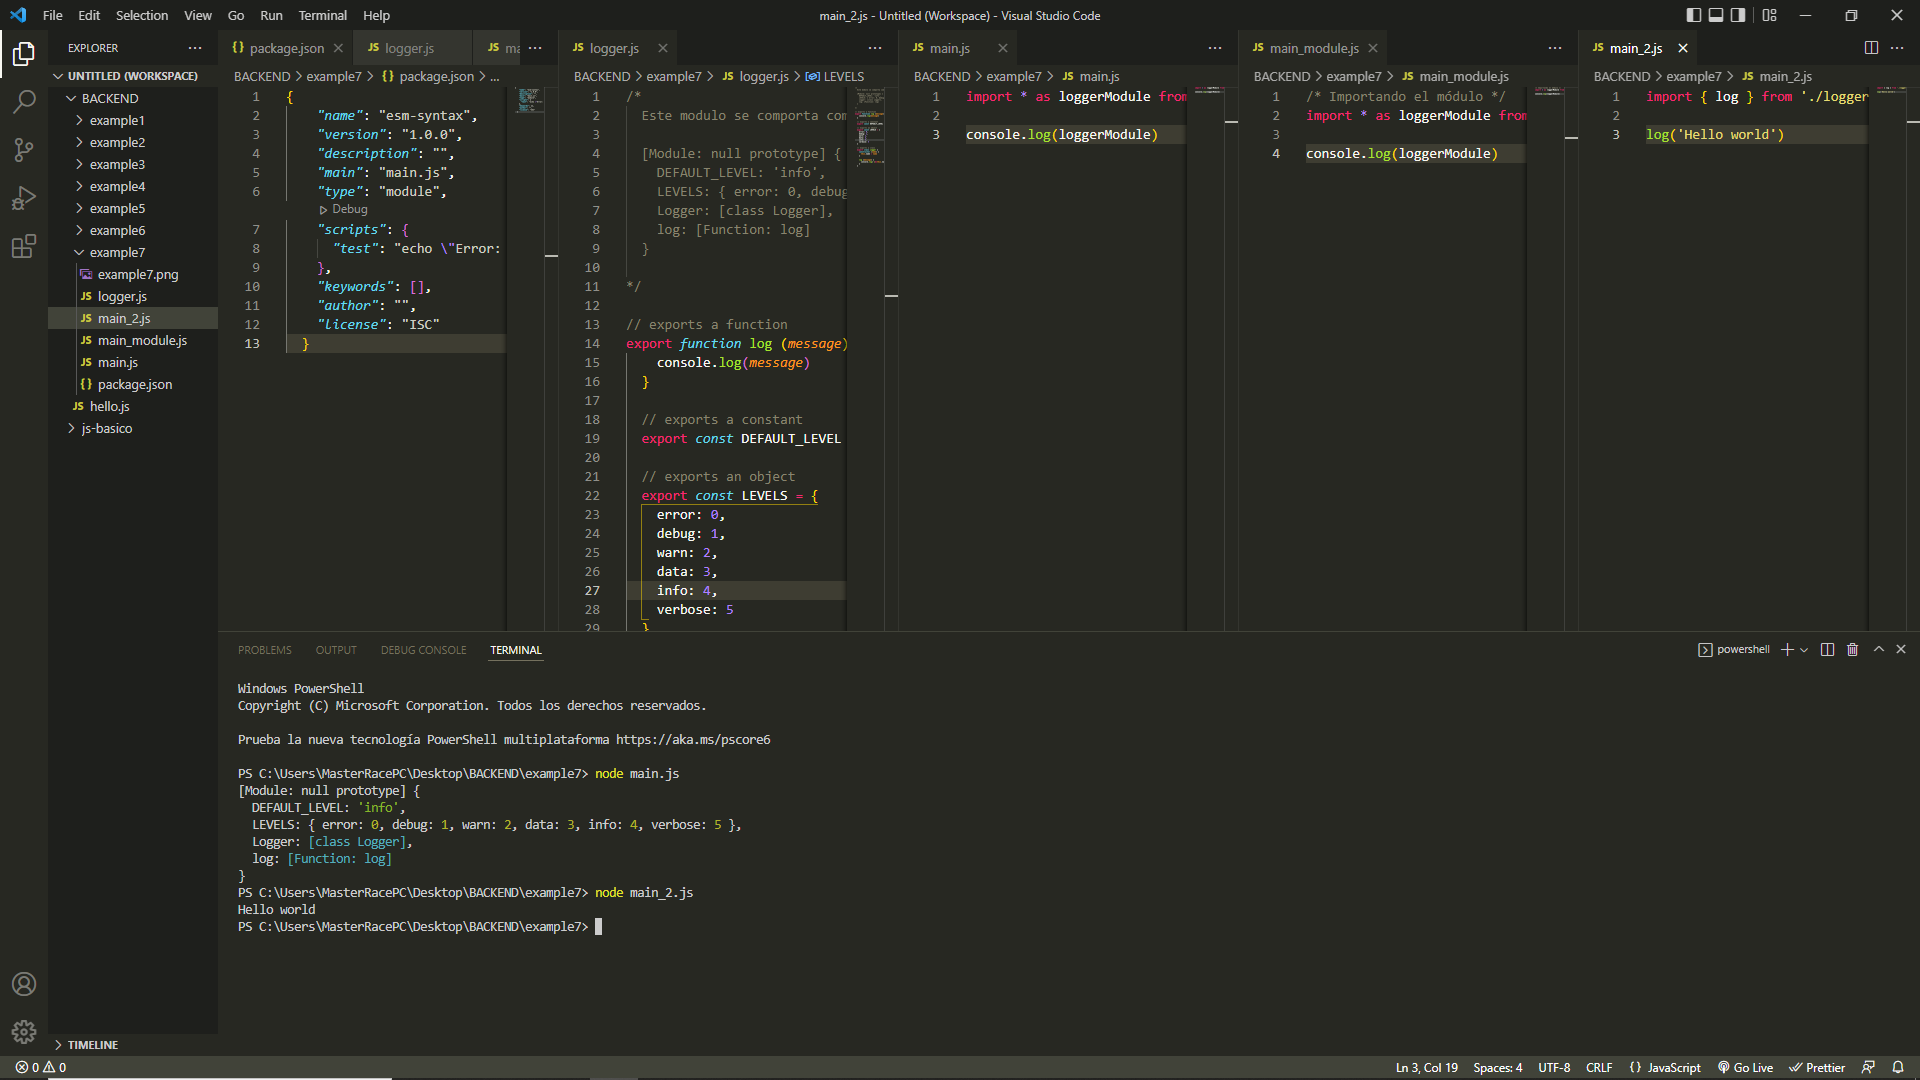 File Edit Selection View Go Run Terminal Help
main_2.js - Untitled (Workspace) - Visual Studio Code
EXPLORER
UNTITLED (WORKSPACE)
BACKEND
example1
example2
example3
example4
example5
example6
example7
example7.png
logger.js
main_2.js
main_module.js
main.js
package.json
hello.js
js-basico
TIMELINE
{} package.json
JS logger.js
JS ma
BACKEND > example7 > {} package.json > ...
1 {
2 "name": "esm-syntax",
3 "version": "1.0.0",
4 "description": "",
5 "main": "main.js",
6 "type": "module",
Debug
7 "scripts": {
8 "test": "echo \"Error:
9 },
10 "keywords": [],
11 "author": "",
12 "license": "ISC"
13 }
JS logger.js
BACKEND > example7 > JS logger.js > LEVELS
1 /*
2 Este modulo se comporta com
3
4 [Module: null prototype] {
5 DEFAULT_LEVEL: 'info',
6 LEVELS: { error: 0, debug
7 Logger: [class Logger],
8 log: [Function: log]
9 }
10
11 */
12
13 // exports a function
14 export function log (message)
15 console.log(message)
16 }
17
18 // exports a constant
19 export const DEFAULT_LEVEL
20
21 // exports an object
22 export const LEVELS = {
23 error: 0,
24 debug: 1,
25 warn: 2,
26 data: 3,
27 info: 4,
28 verbose: 5
29 }
JS main.js
BACKEND > example7 > JS main.js
1 import * as loggerModule from
2
3 console.log(loggerModule)
JS main_module.js
BACKEND > example7 > JS main_module.js
1 /* Importando el módulo */
2 import * as loggerModule from
3
4 console.log(loggerModule)
JS main_2.js
BACKEND > example7 > JS main_2.js
1 import { log } from './logger
2
3 log('Hello world')
PROBLEMS OUTPUT DEBUG CONSOLE TERMINAL
powershell
Windows PowerShell
Copyright (C) Microsoft Corporation. Todos los derechos reservados.
Prueba la nueva tecnología PowerShell multiplataforma https://aka.ms/pscore6
PS C:\Users\MasterRacePC\Desktop\BACKEND\example7> node main.js
[Module: null prototype] {
DEFAULT_LEVEL: 'info',
LEVELS: { error: 0, debug: 1, warn: 2, data: 3, info: 4, verbose: 5 },
Logger: [class Logger],
log: [Function: log]
}
PS C:\Users\MasterRacePC\Desktop\BACKEND\example7> node main_2.js
Hello world
PS C:\Users\MasterRacePC\Desktop\BACKEND\example7>
0 0
Ln 3, Col 19 Spaces: 4 UTF-8 CRLF {} JavaScript Go Live Prettier